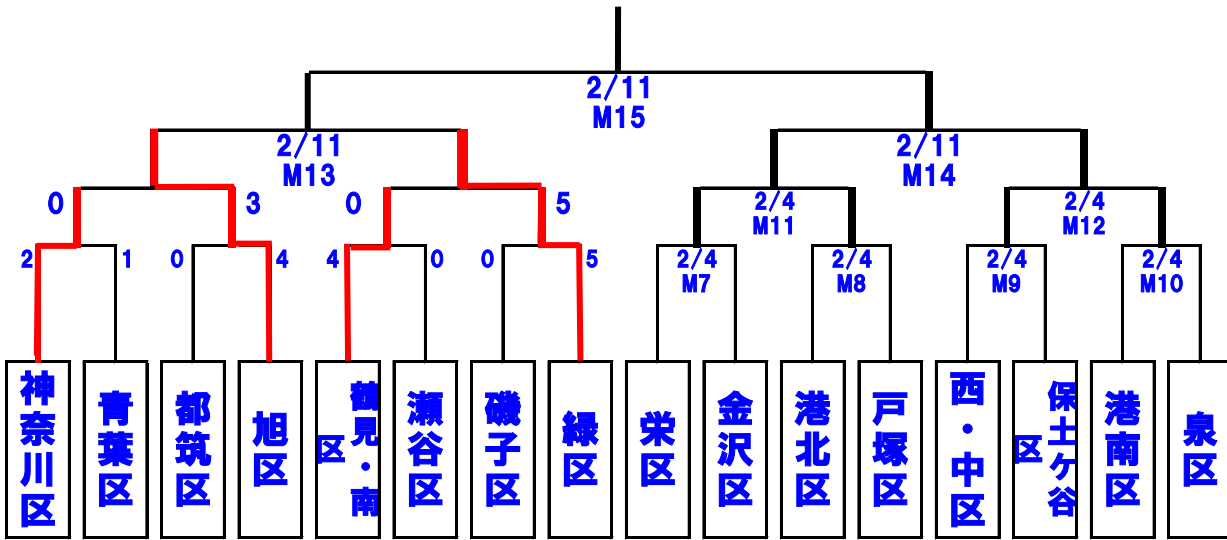 2/11
M15
2/11
M13
2/11
M14
0
3
0
5
2/4
M11
2/4
M12
2
1
0
4
4
0
0
5
2/4
M7
2/4
M8
2/4
M9
2/4
M10
神奈川区
青葉区
都筑区
旭区
鶴見・南
区
瀬谷区
磯子区
緑区
栄区
金沢区
港北区
戸塚区
西・中区
保土ケ谷
区
港南区
泉区